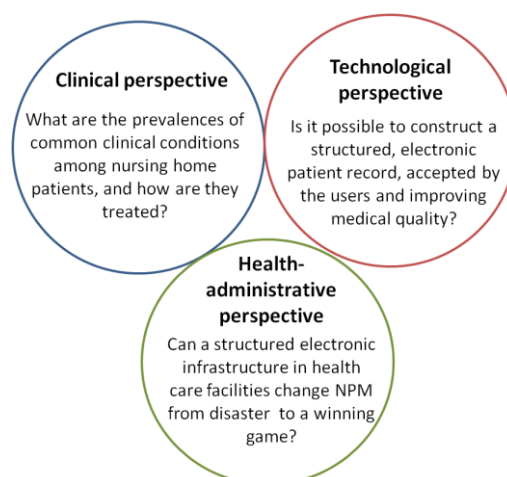 Clinical perspective
What are the prevalences of
common clinical conditions
among nursing home
patients, and how are they
treated?
Technological
perspective
Is it possible to construct a
structured, electronic
patient record, accepted by
the users and improving
medical quality?
Health-
administrative
perspective
Can a structured electronic
infrastructure in health
care facilities change NPM
from disaster to a winning
game?